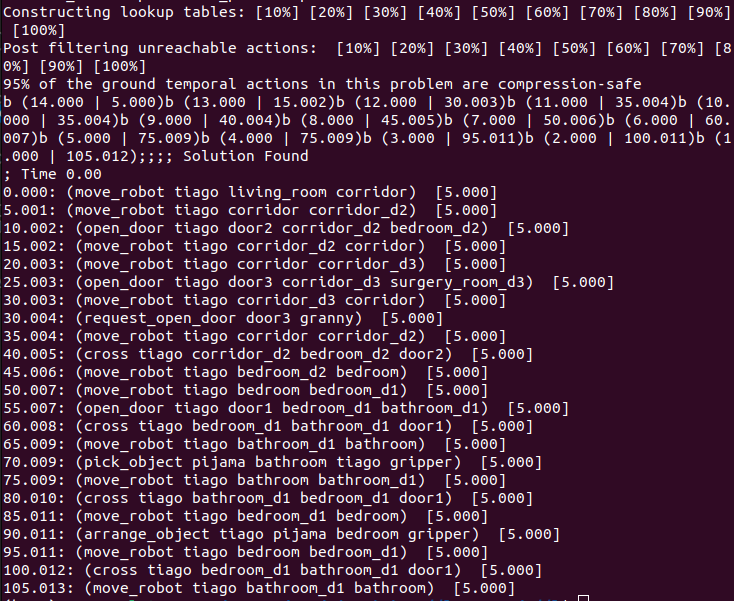 Constructing lookup tables: [10%] [20%] [30%] [40%] [50%] [60%] [70%] [80%] [90%]
 [100%]
Post filtering unreachable actions:  [10%] [20%] [30%] [40%] [50%] [60%] [70%] [8
0%] [90%] [100%]
95% of the ground temporal actions in this problem are compression-safe
b (14.000 | 5.000)b (13.000 | 15.002)b (12.000 | 30.003)b (11.000 | 35.004)b (10.
000 | 35.004)b (9.000 | 40.004)b (8.000 | 45.005)b (7.000 | 50.006)b (6.000 | 60.
007)b (5.000 | 75.009)b (4.000 | 75.009)b (3.000 | 95.011)b (2.000 | 100.011)b (1
.000 | 105.012);;;; Solution Found
; Time 0.00
0.000: (move_robot tiago living_room corridor)  [5.000]
5.001: (move_robot tiago corridor corridor_d2)  [5.000]
10.002: (open_door tiago door2 corridor_d2 bedroom_d2)  [5.000]
15.002: (move_robot tiago corridor_d2 corridor)  [5.000]
20.003: (move_robot tiago corridor corridor_d3)  [5.000]
25.003: (open_door tiago door3 corridor_d3 surgery_room_d3)  [5.000]
30.003: (move_robot tiago corridor_d3 corridor)  [5.000]
30.004: (request_open_door door3 granny)  [5.000]
35.004: (move_robot tiago corridor corridor_d2)  [5.000]
40.005: (cross tiago corridor_d2 bedroom_d2 door2)  [5.000]
45.006: (move_robot tiago bedroom_d2 bedroom)  [5.000]
50.007: (move_robot tiago bedroom bedroom_d1)  [5.000]
55.007: (open_door tiago door1 bedroom_d1 bathroom_d1)  [5.000]
60.008: (cross tiago bedroom_d1 bathroom_d1 door1)  [5.000]
65.009: (move_robot tiago bathroom_d1 bathroom)  [5.000]
70.009: (pick_object pijama bathroom tiago gripper)  [5.000]
75.009: (move_robot tiago bathroom bathroom_d1)  [5.000]
80.010: (cross tiago bathroom_d1 bedroom_d1 door1)  [5.000]
85.011: (move_robot tiago bedroom_d1 bedroom)  [5.000]
90.011: (arrange_object tiago pijama bedroom gripper)  [5.000]
95.011: (move_robot tiago bedroom bedroom_d1)  [5.000]
100.012: (cross tiago bedroom_d1 bathroom_d1 door1)  [5.000]
105.013: (move_robot tiago bathroom_d1 bathroom)  [5.000]